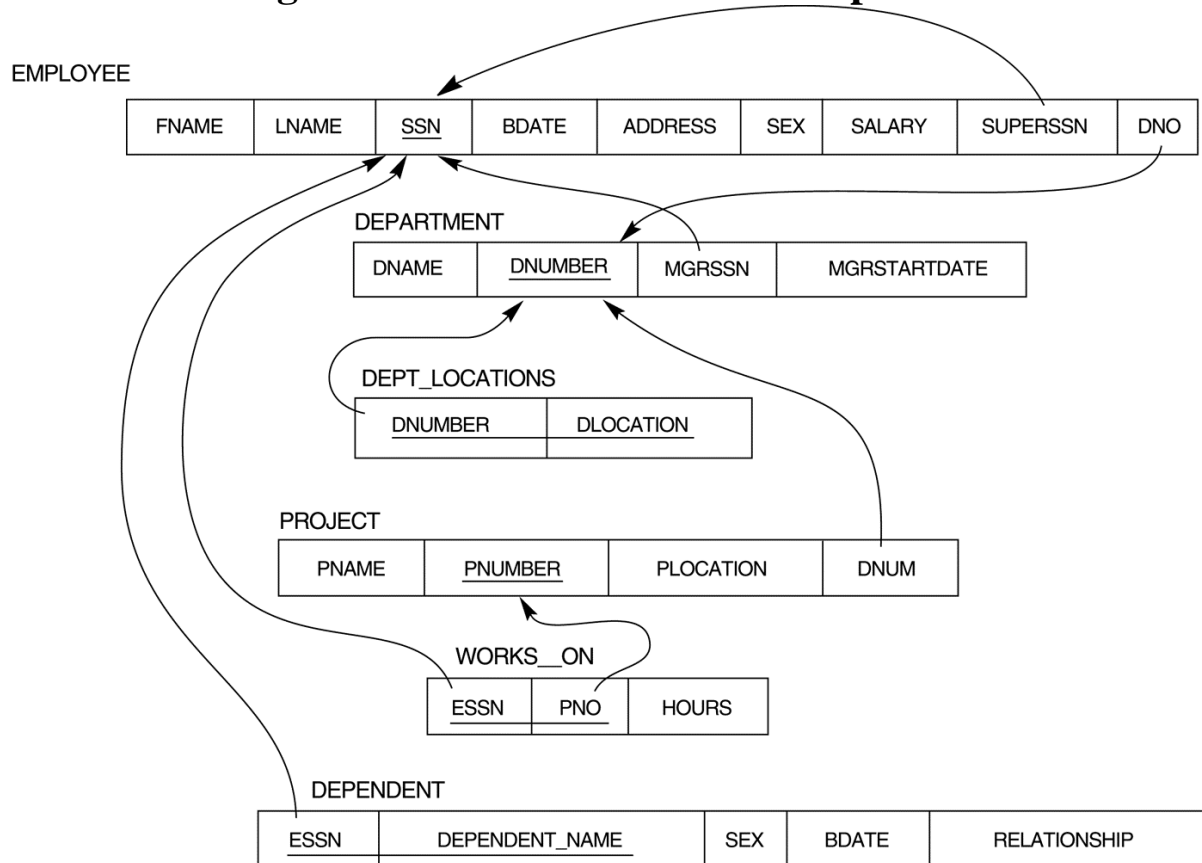 EMPLOYEE
FNAME LNAME SSN BDATE ADDRESS SEX SALARY SUPERSSN DNO
DEPARTMENT
DNAME DNUMBER MGRSSN MGRSTARTDATE
DEPT_LOCATIONS
DNUMBER DLOCATION
PROJECT
PNAME PNUMBER PLOCATION DNUM
WORKS__ON
ESSN PNO HOURS
DEPENDENT
ESSN DEPENDENT_NAME SEX BDATE RELATIONSHIP